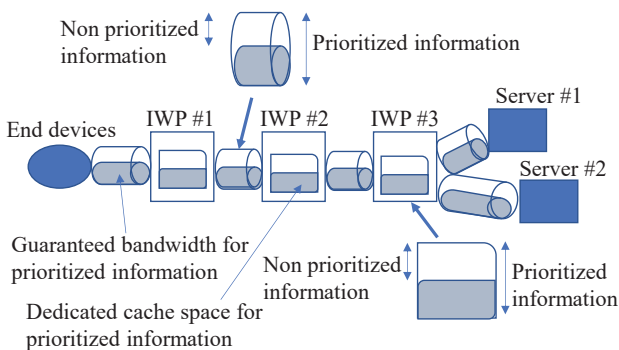 Non prioritized
information
Prioritized information
IWP #1
IWP #2
IWP #3
Server #1
End devices
Server #2
Guaranteed bandwidth for
prioritized information
Dedicated cache space for
prioritized information
Non prioritized
information
Prioritized
information